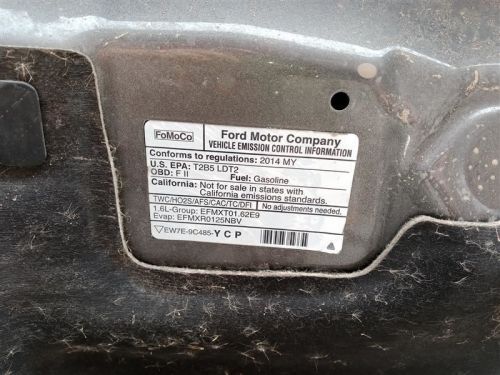 FoMoCo
Ford Motor Company
VEHICLE EMISSION CONTROL INFORMATION
Conforms to regulations: 2014 MY
U.S. EPA: T2B5 LDT2
OBD: F II Fuel: Gasoline
California: Not for sale in states with
California emissions standards.
TWC/HO2S/AFS/CAC/TC/DFI. No adjustments needed.
1.6L-Group: EFMXT01.62E9
Evap: EFMXR0125NBV
EW7E-9C485-Y C P